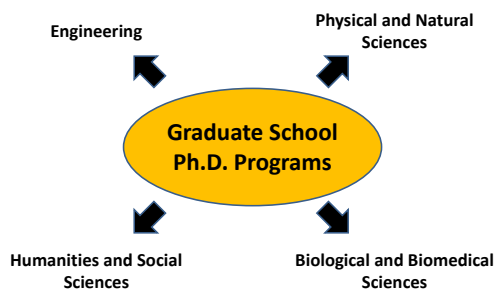 Engineering
Physical and Natural
Sciences
Graduate School
Ph.D. Programs
Humanities and Social
Sciences
Biological and Biomedical
Sciences